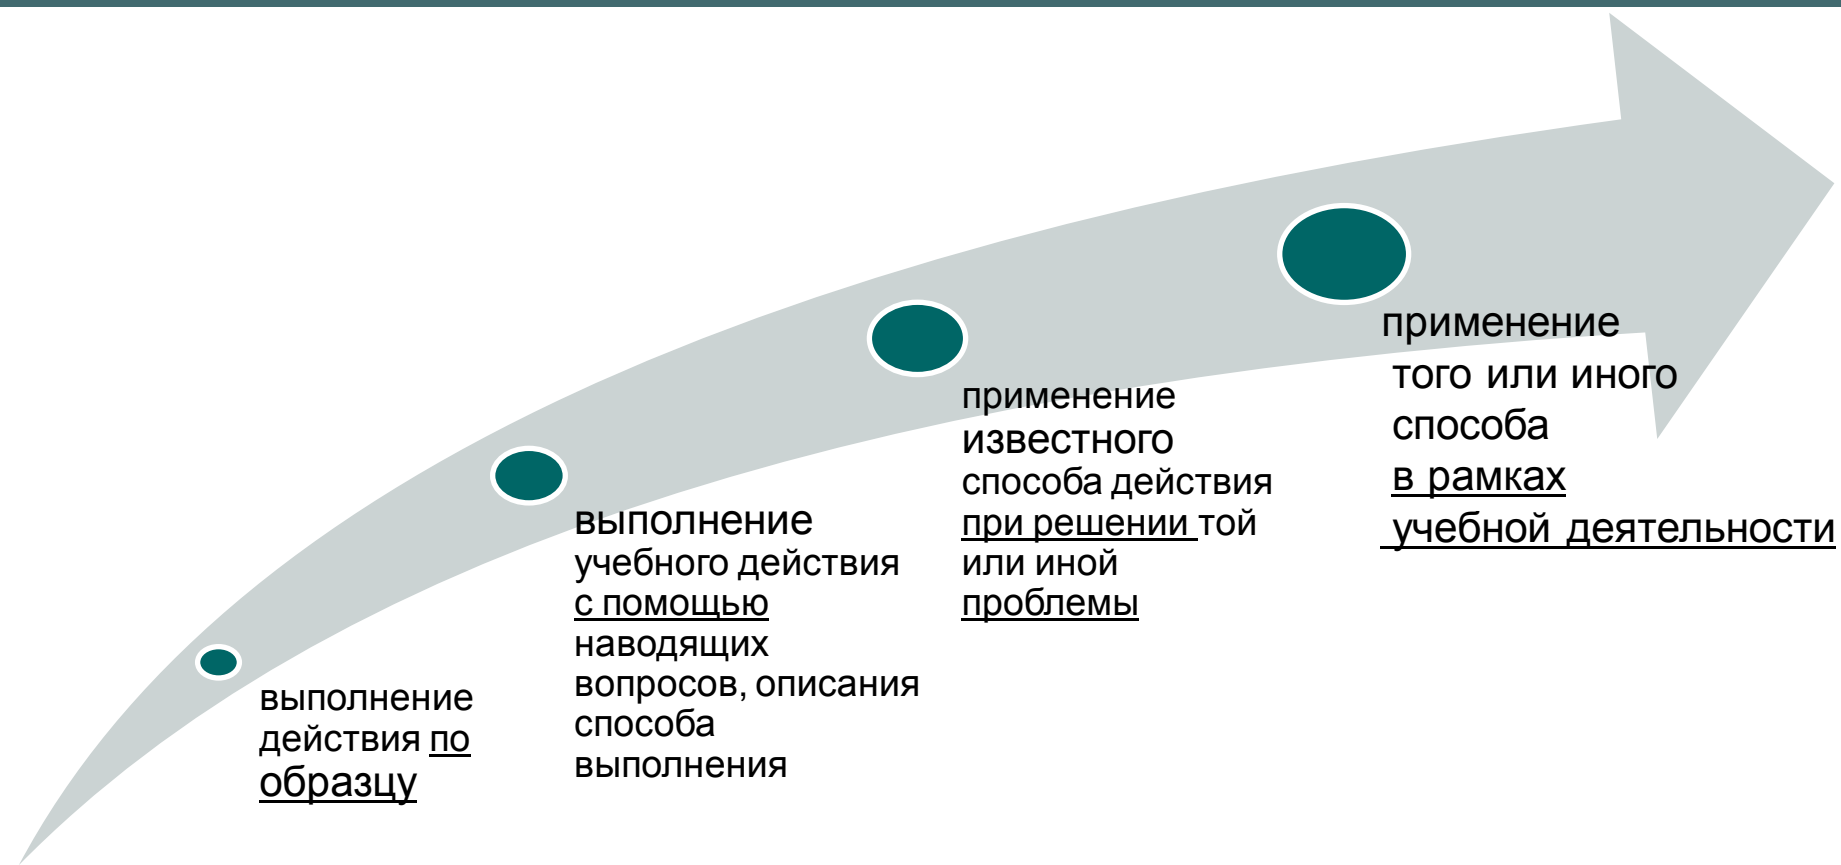 выполнение
действия по
образцу
выполнение
учебного действия
с помощью
наводящих
вопросов, описания
способа
выполнения
применение
известного
способа действия
при решении той
или иной
проблемы
применение
того или иного
способа
в рамках
учебной деятельности